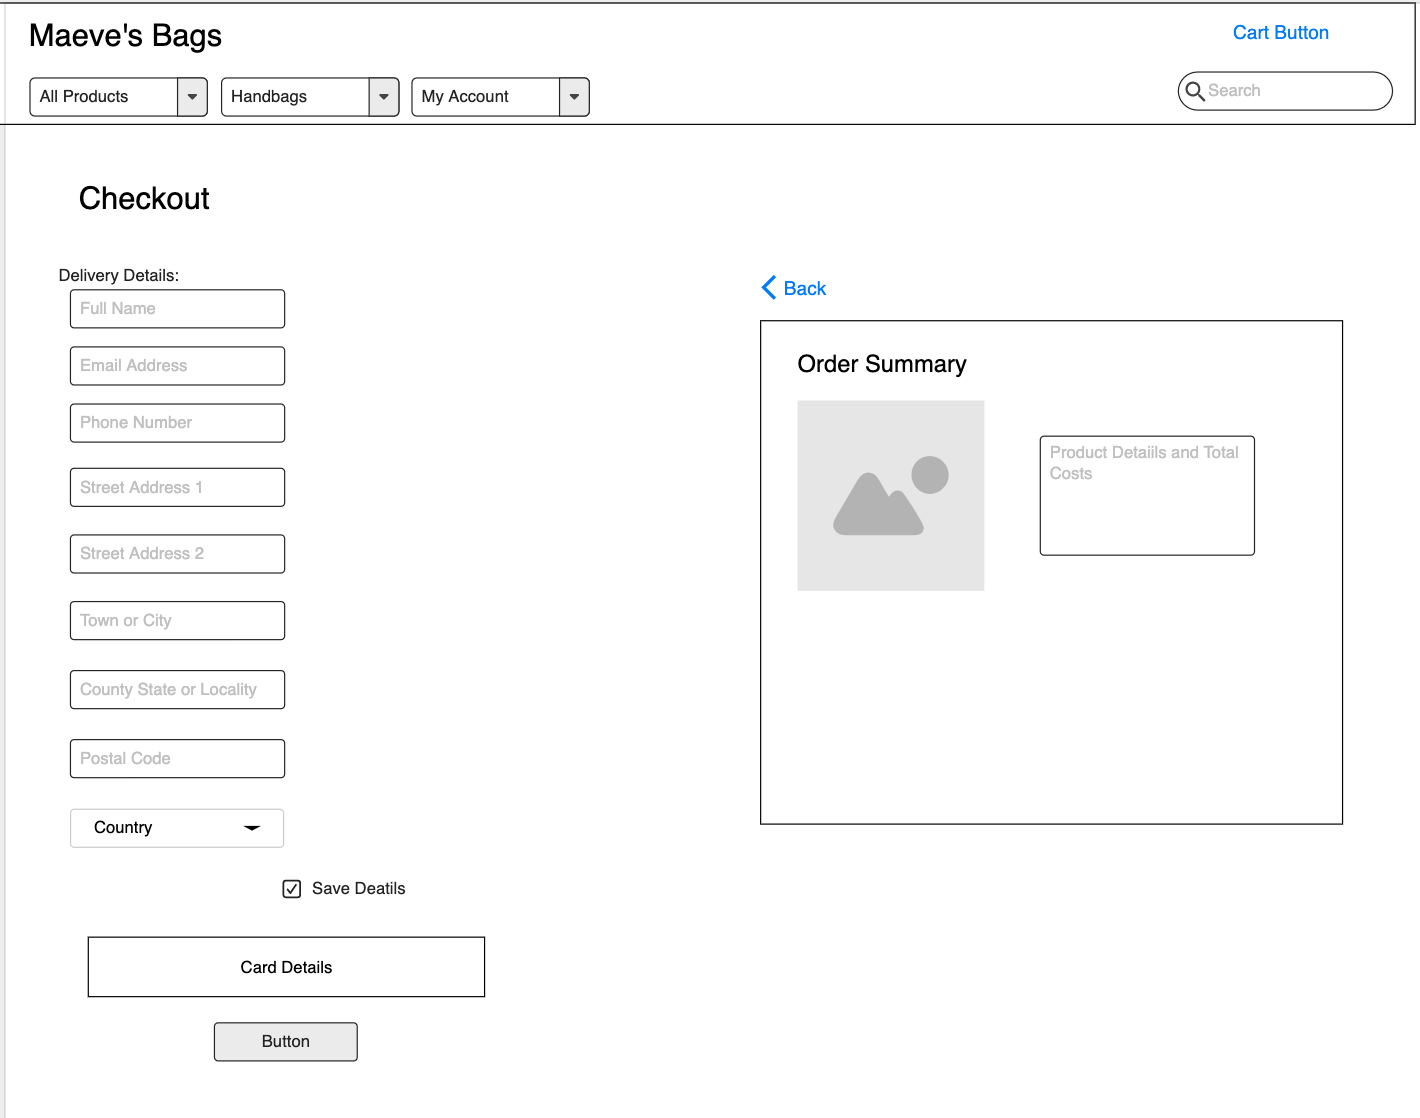 Maeve's Bags
Cart Button
All Products
Handbags
My Account
Search
Checkout
Delivery Details:
Full Name
Email Address
Phone Number
Street Address 1
Street Address 2
Town or City
County State or Locality
Postal Code
Country
Save Deatils
Card Details
Button
Back
Order Summary
Product Detaiils and Total
Costs